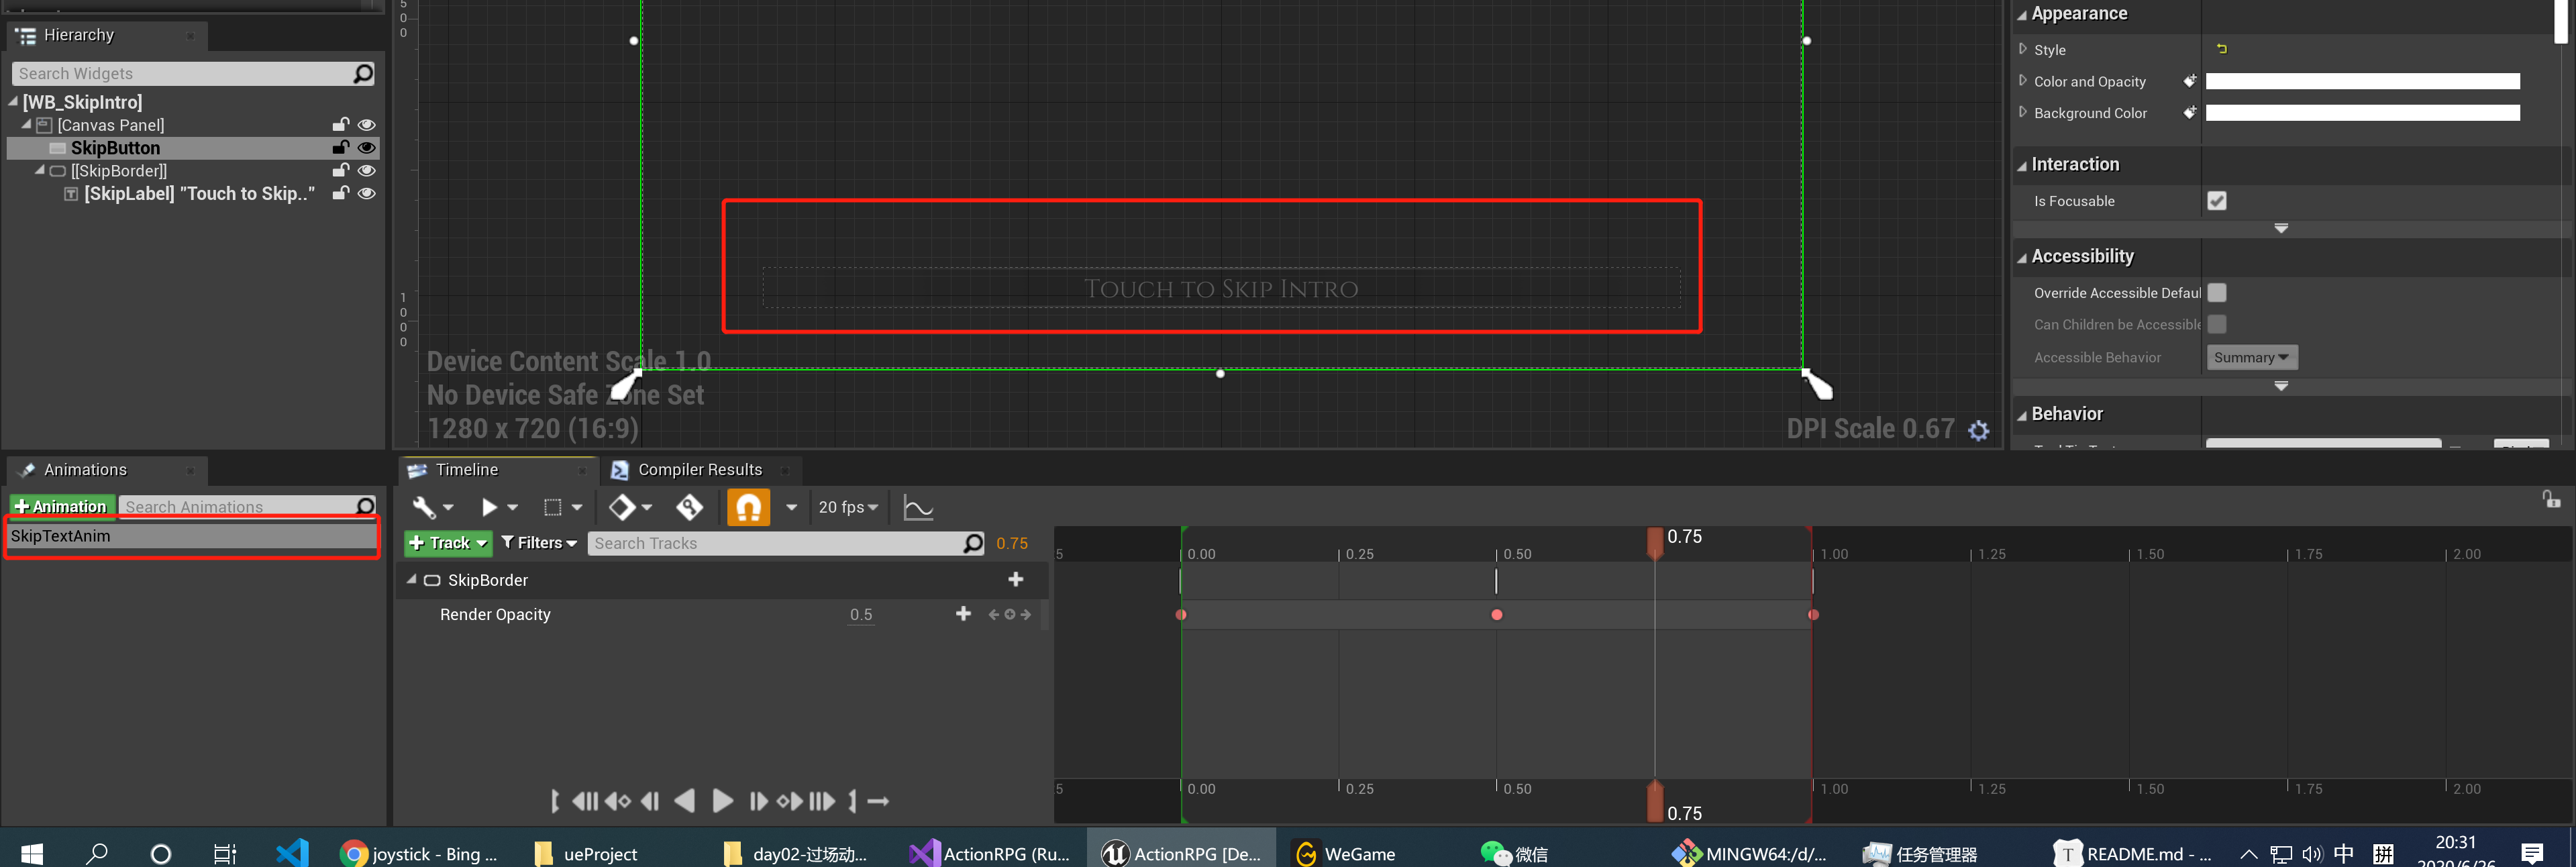 Hierarchy
Search Widgets
[WB_SkipIntro]
[Canvas Panel]
SkipButton
[[SkipBorder]]
[SkipLabel] "Touch to Skip.."
5
0
1
0
0
0
Touch to Skip Intro
Device Content Scale 1.0
No Device Safe Zone Set
1280 x 720 (16:9)
DPI Scale 0.67
Appearance
Style
Color and Opacity
Background Color
Interaction
Is Focusable
Accessibility
Override Accessible Defaul
Can Children be Accessible
Accessible Behavior
Summary
Behavior
Animations
+ Animation
Search Animations
SkipTextAnim
Timeline
Compiler Results
20 fps
+ Track
Filters
Search Tracks
0.75
SkipBorder
Render Opacity
0.5
0.75
5 0.00 0.25 0.50 1.00 1.25 1.50 1.75 2.00
5 0.00 0.25 0.50 1.00 1.25 1.50 1.75 2.00
0.75
joystick - Bing ...
ueProject
day02-过场动...
ActionRPG (Ru...
ActionRPG [De...
WeGame
微信
MINGW64:/d/...
任务管理器
README.md - ...
中
拼
20:31
2020/6/26